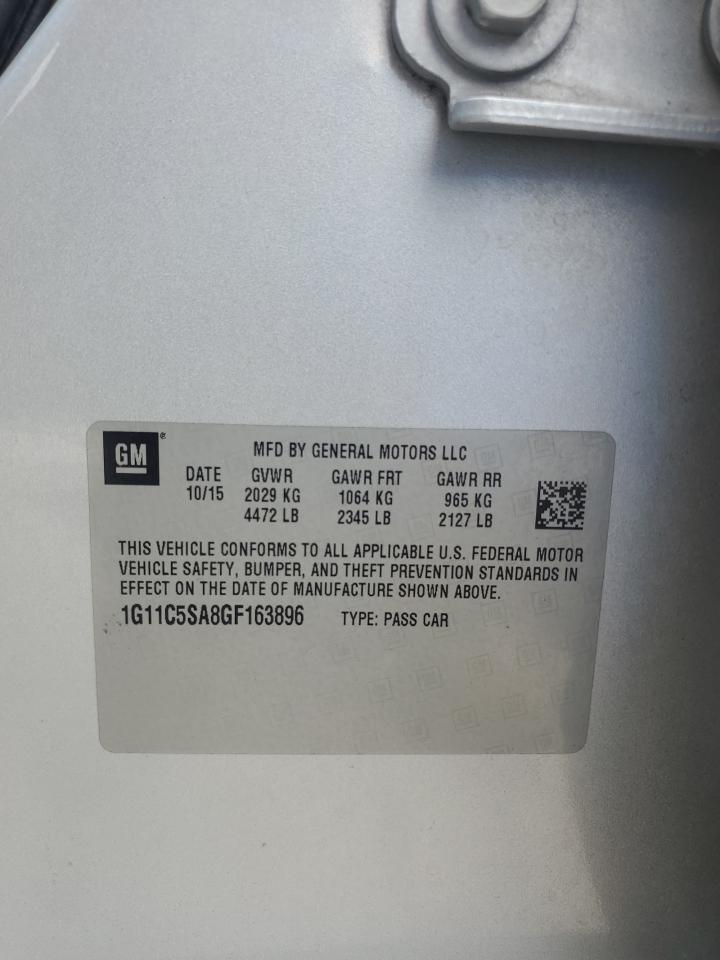 GM ®
MFD BY GENERAL MOTORS LLC
DATE GVWR GAWR FRT GAWR RR
10/15 2029 KG 1064 KG 965 KG
4472 LB 2345 LB 2127 LB
THIS VEHICLE CONFORMS TO ALL APPLICABLE U.S. FEDERAL MOTOR
VEHICLE SAFETY, BUMPER, AND THEFT PREVENTION STANDARDS IN
EFFECT ON THE DATE OF MANUFACTURE SHOWN ABOVE.
1G11C5SA8GF163896 TYPE: PASS CAR